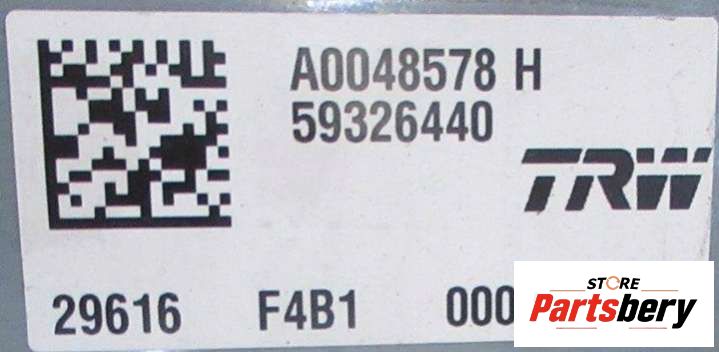 A0048578 H
59326440
TRW
29616 F4B1 000
STORE
Partsbery